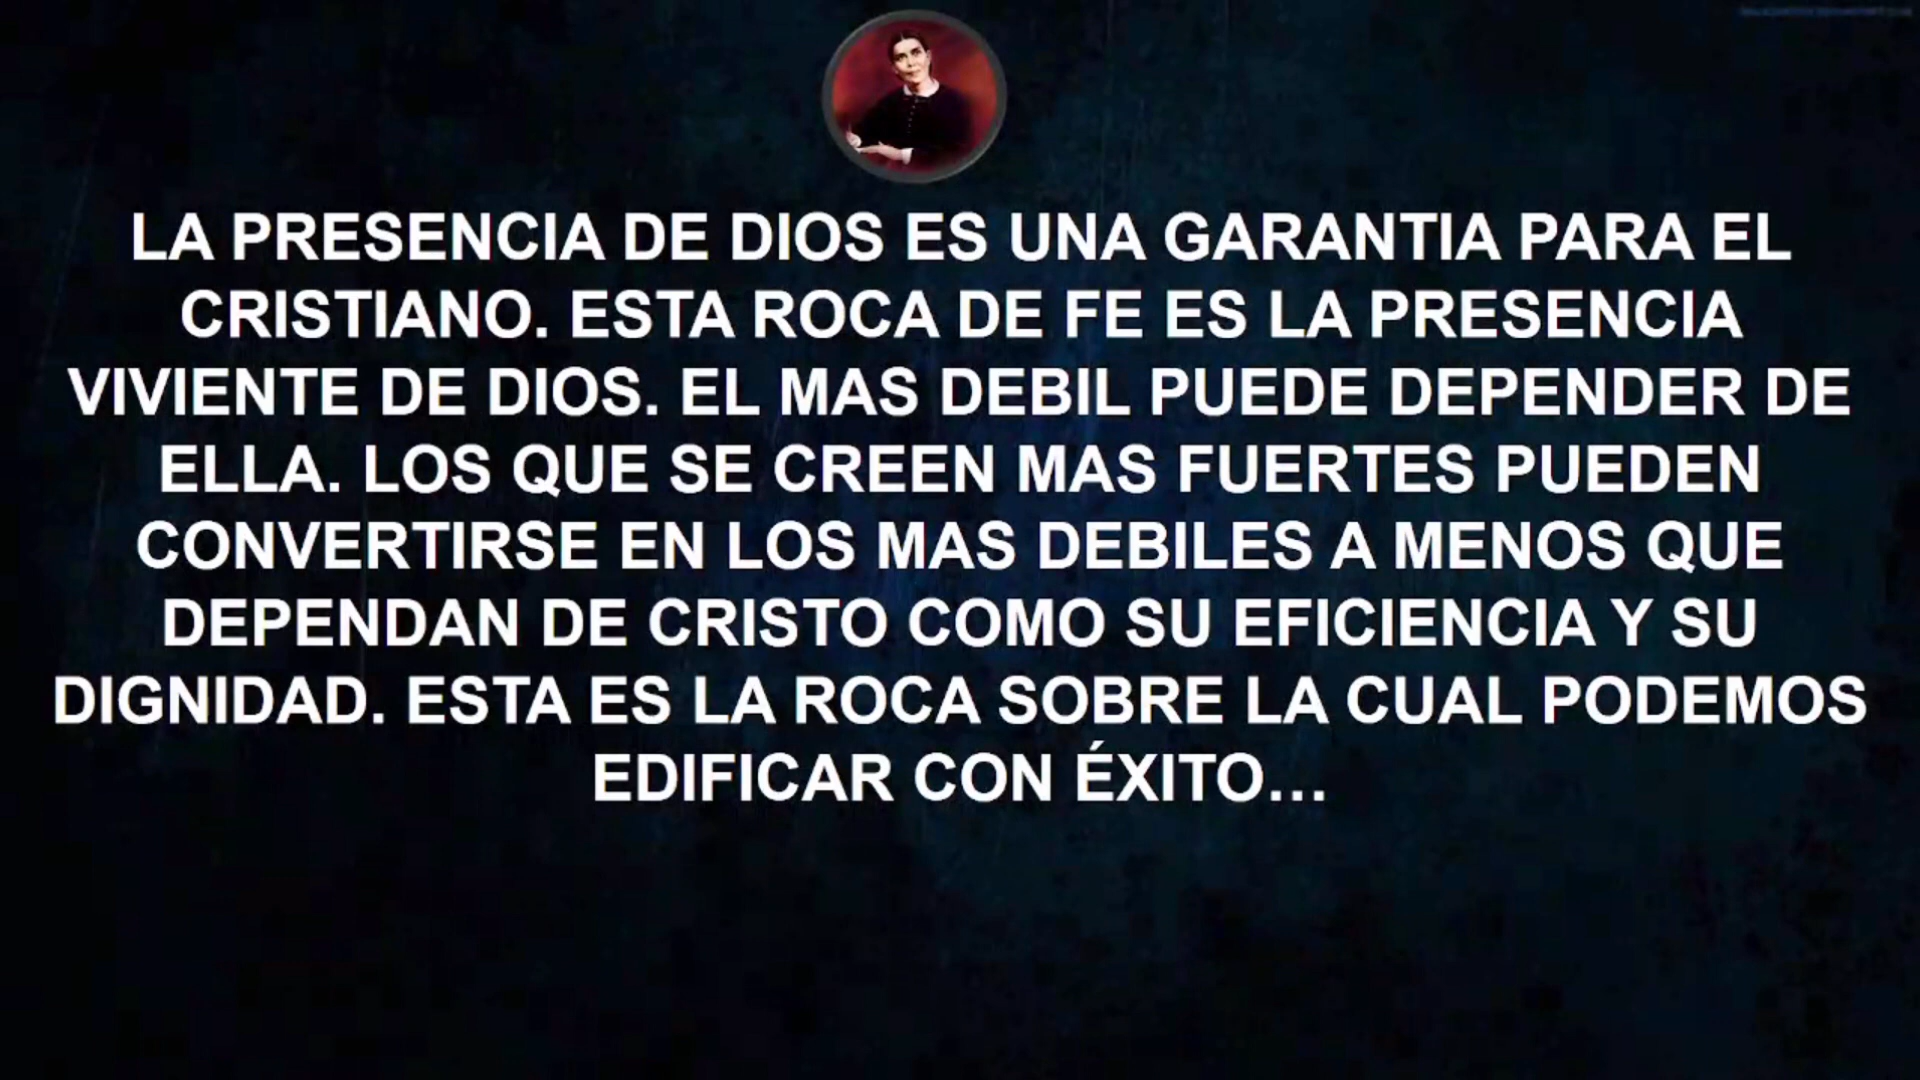 LA PRESENCIA DE DIOS ES UNA GARANTIA PARA EL
CRISTIANO. ESTA ROCA DE FE ES LA PRESENCIA
VIVIENTE DE DIOS. EL MAS DEBIL PUEDE DEPENDER DE
ELLA. LOS QUE SE CREEN MAS FUERTES PUEDEN
CONVERTIRSE EN LOS MAS DEBILES A MENOS QUE
DEPENDAN DE CRISTO COMO SU EFICIENCIA Y SU
DIGNIDAD. ESTA ES LA ROCA SOBRE LA CUAL PODEMOS
EDIFICAR CON ÉXITO…